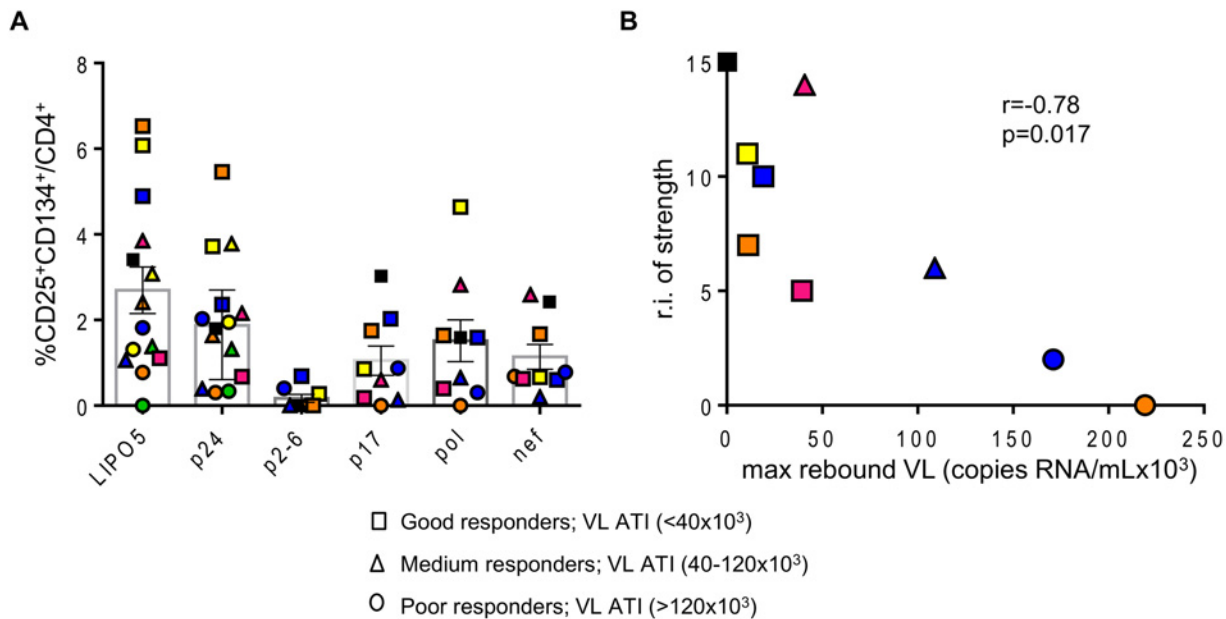 A
%CD25⁺CD134⁺/CD4⁺
8
6
4
2
0
LIPO5
p24
p2-6
p17
pol
nef
B
r.i. of strength
15
10
5
0
r=-0.78
p=0.017
0 50 100 150 200 250
max rebound VL (copies RNA/mLx10³)
Good responders; VL ATI (<40x10³)
Medium responders; VL ATI (40-120x10³)
Poor responders; VL ATI (>120x10³)